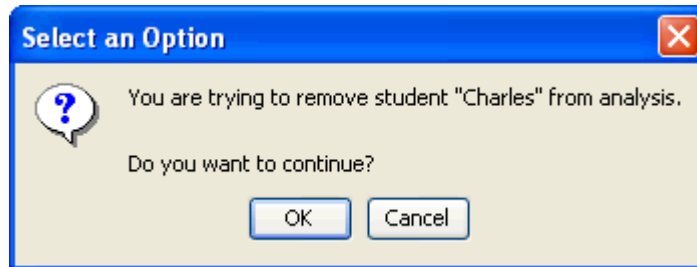 Select an Option
You are trying to remove student "Charles" from analysis.
Do you want to continue?
OK Cancel